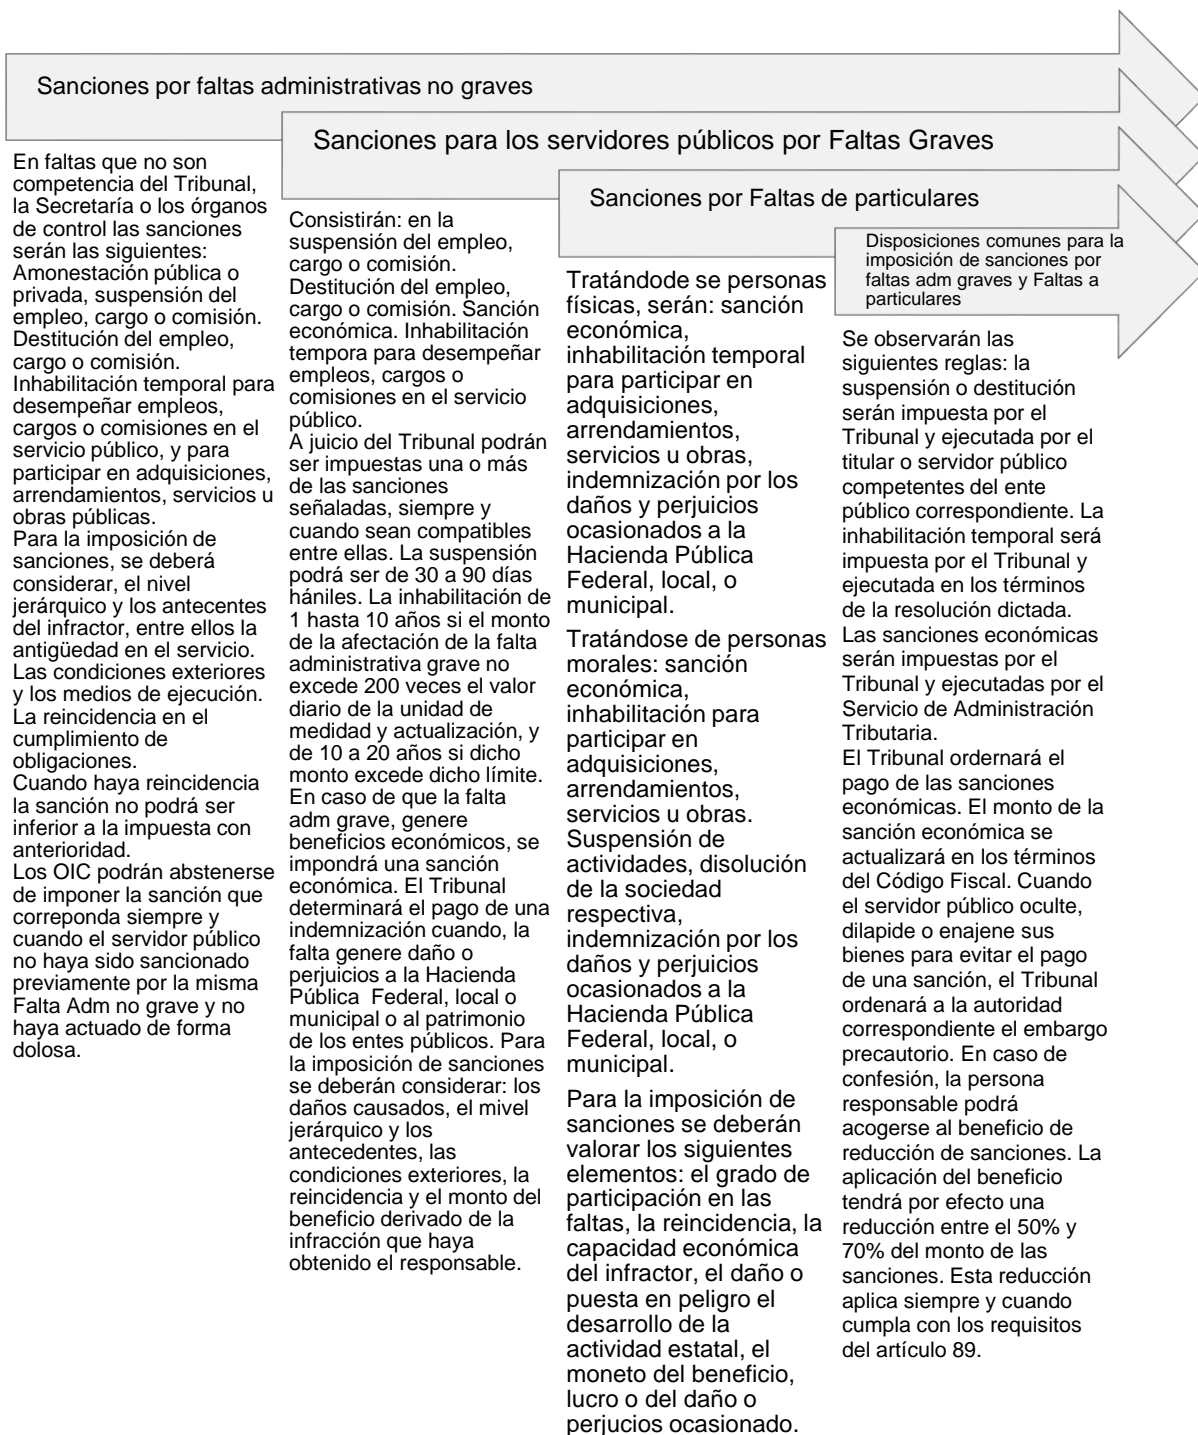 Sanciones por faltas administrativas no graves
En faltas que no son
competencia del Tribunal,
la Secretaría o los órganos
de control las sanciones
serán las siguientes:
Amonestación pública o
privada, suspensión del
empleo, cargo o comisión.
Destitución del empleo,
cargo o comisión.
Inhabilitación temporal para
desempeñar empleos,
cargos o comisiones en el
servicio público, y para
participar en adquisiciones,
arrendamientos, servicios u
obras públicas.
Para la imposición de
sanciones, se deberá
considerar, el nivel
jerárquico y los antecentes
del infractor, entre ellos la
antigüedad en el servicio.
Las condiciones exteriores
y los medios de ejecución.
La reincidencia en el
cumplimiento de
obligaciones.
Cuando haya reincidencia
la sanción no podrá ser
inferior a la impuesta con
anterioridad.
Los OIC podrán abstenerse
de imponer la sanción que
correponda siempre y
cuando el servidor público
no haya sido sancionado
previamente por la misma
Falta Adm no grave y no
haya actuado de forma
dolosa.
Sanciones para los servidores públicos por Faltas Graves
Consistirán: en la
suspensión del empleo,
cargo o comisión.
Destitución del empleo,
cargo o comisión. Sanción
económica. Inhabilitación
tempora para desempeñar
empleos, cargos o
comisiones en el servicio
público.
A juicio del Tribunal podrán
ser impuestas una o más
de las sanciones
señaladas, siempre y
cuando sean compatibles
entre ellas. La suspensión
podrá ser de 30 a 90 días
hániles. La inhabilitación de
1 hasta 10 años si el monto
de la afectación de la falta
administrativa grave no
excede 200 veces el valor
diario de la unidad de
medidad y actualización, y
de 10 a 20 años si dicho
monto excede dicho límite.
En caso de que la falta
adm grave, genere
beneficios económicos, se
impondrá una sanción
económica. El Tribunal
determinará el pago de una
indemnización cuando, la
falta genere daño o
perjuicios a la Hacienda
Pública Federal, local o
municipal o al patrimonio
de los entes públicos. Para
la imposición de sanciones
se deberán considerar: los
daños causados, el mivel
jerárquico y los
antecedentes, las
condiciones exteriores, la
reincidencia y el monto del
beneficio derivado de la
infracción que haya
obtenido el responsable.
Sanciones por Faltas de particulares
Tratándode se personas
físicas, serán: sanción
económica,
inhabilitación temporal
para participar en
adquisiciones,
arrendamientos,
servicios u obras,
indemnización por los
daños y perjuicios
ocasionados a la
Hacienda Pública
Federal, local, o
municipal.
Tratándose de personas
morales: sanción
económica,
inhabilitación para
participar en
adquisiciones,
arrendamientos,
servicios u obras.
Suspensión de
actividades, disolución
de la sociedad
respectiva,
indemnización por los
daños y perjuicios
ocasionados a la
Hacienda Pública
Federal, local, o
municipal.
Para la imposición de
sanciones se deberán
valorar los siguientes
elementos: el grado de
participación en las
faltas, la reincidencia, la
capacidad económica
del infractor, el daño o
puesta en peligro el
desarrollo de la
actividad estatal, el
moneto del beneficio,
lucro o del daño o
perjucios ocasionado.
Disposiciones comunes para la
imposición de sanciones por
faltas adm graves y Faltas a
particulares
Se observarán las
siguientes reglas: la
suspensión o destitución
serán impuesta por el
Tribunal y ejecutada por el
titular o servidor público
competentes del ente
público correspondiente. La
inhabilitación temporal será
impuesta por el Tribunal y
ejecutada en los términos
de la resolución dictada.
Las sanciones económicas
serán impuestas por el
Tribunal y ejecutadas por el
Servicio de Administración
Tributaria.
El Tribunal ordernará el
pago de las sanciones
económicas. El monto de la
sanción económica se
actualizará en los términos
del Código Fiscal. Cuando
el servidor público oculte,
dilapide o enajene sus
bienes para evitar el pago
de una sanción, el Tribunal
ordenará a la autoridad
correspondiente el embargo
precautorio. En caso de
confesión, la persona
responsable podrá
acogerse al beneficio de
reducción de sanciones. La
aplicación del beneficio
tendrá por efecto una
reducción entre el 50% y
70% del monto de las
sanciones. Esta reducción
aplica siempre y cuando
cumpla con los requisitos
del artículo 89.